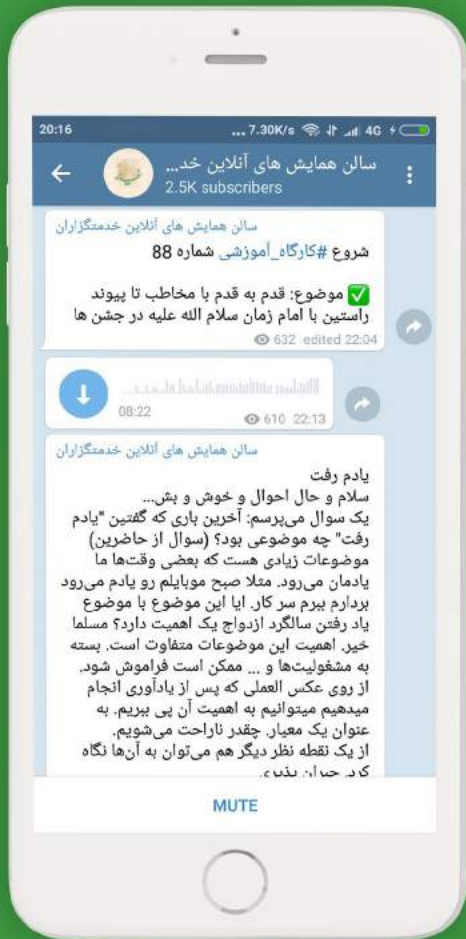 20:16
... 7.30K/s 4G
سالن همایش های آنلاین خد...
2.5K subscribers
سالن همایش های آنلاین خدمتگزاران
شروع #کارگاه_آموزشی شماره 88
✅ موضوع: قدم به قدم با مخاطب تا پیوند
راستین با امام زمان سلام الله علیه در جشن ها
632 edited 22:04
08:22
610 22:13
سالن همایش های آنلاین خدمتگزاران
یادم رفت
سلام و حال احوال و خوش و بش...
یک سوال می‌پرسم: آخرین باری که گفتین "یادم
رفت" چه موضوعی بود؟ (سوال از حاضرین)
موضوعات زیادی هست که بعضی وقت‌ها ما
یادمان می‌رود. مثلا صبح موبایلم رو یادم می‌رود
بردارم ببرم سر کار. ایا این موضوع با موضوع
یاد رفتن سالگرد ازدواج یک اهمیت دارد؟ مسلما
خیر. اهمیت این موضوعات متفاوت است. بسته
به مشغولیت‌ها و ... ممکن است فراموش شود.
از روی عکس العملی که پس از یادآوری انجام
میدهیم میتوانیم به اهمیت آن پی ببریم. به
عنوان یک معیار. چقدر ناراحت می‌شویم.
از یک نقطه نظر دیگر هم می‌توان به آن‌ها نگاه
کرد. جبران پذیری
MUTE